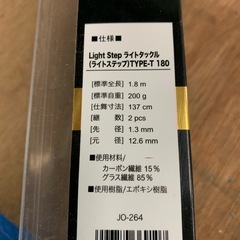 ■仕様■
Light Step ライトタックル
(ライトステップ)TYPE-T 180
[標準全長] 1.8 m
[標準自重] 200 g
[仕舞寸法] 137 cm
[継 数] 2 pcs
[先 径] 1.3 mm
[元 径] 12.6 mm
■使用材料/
カーボン繊維 15%
グラス繊維 85%
■使用樹脂/エポキシ樹脂
JO-264